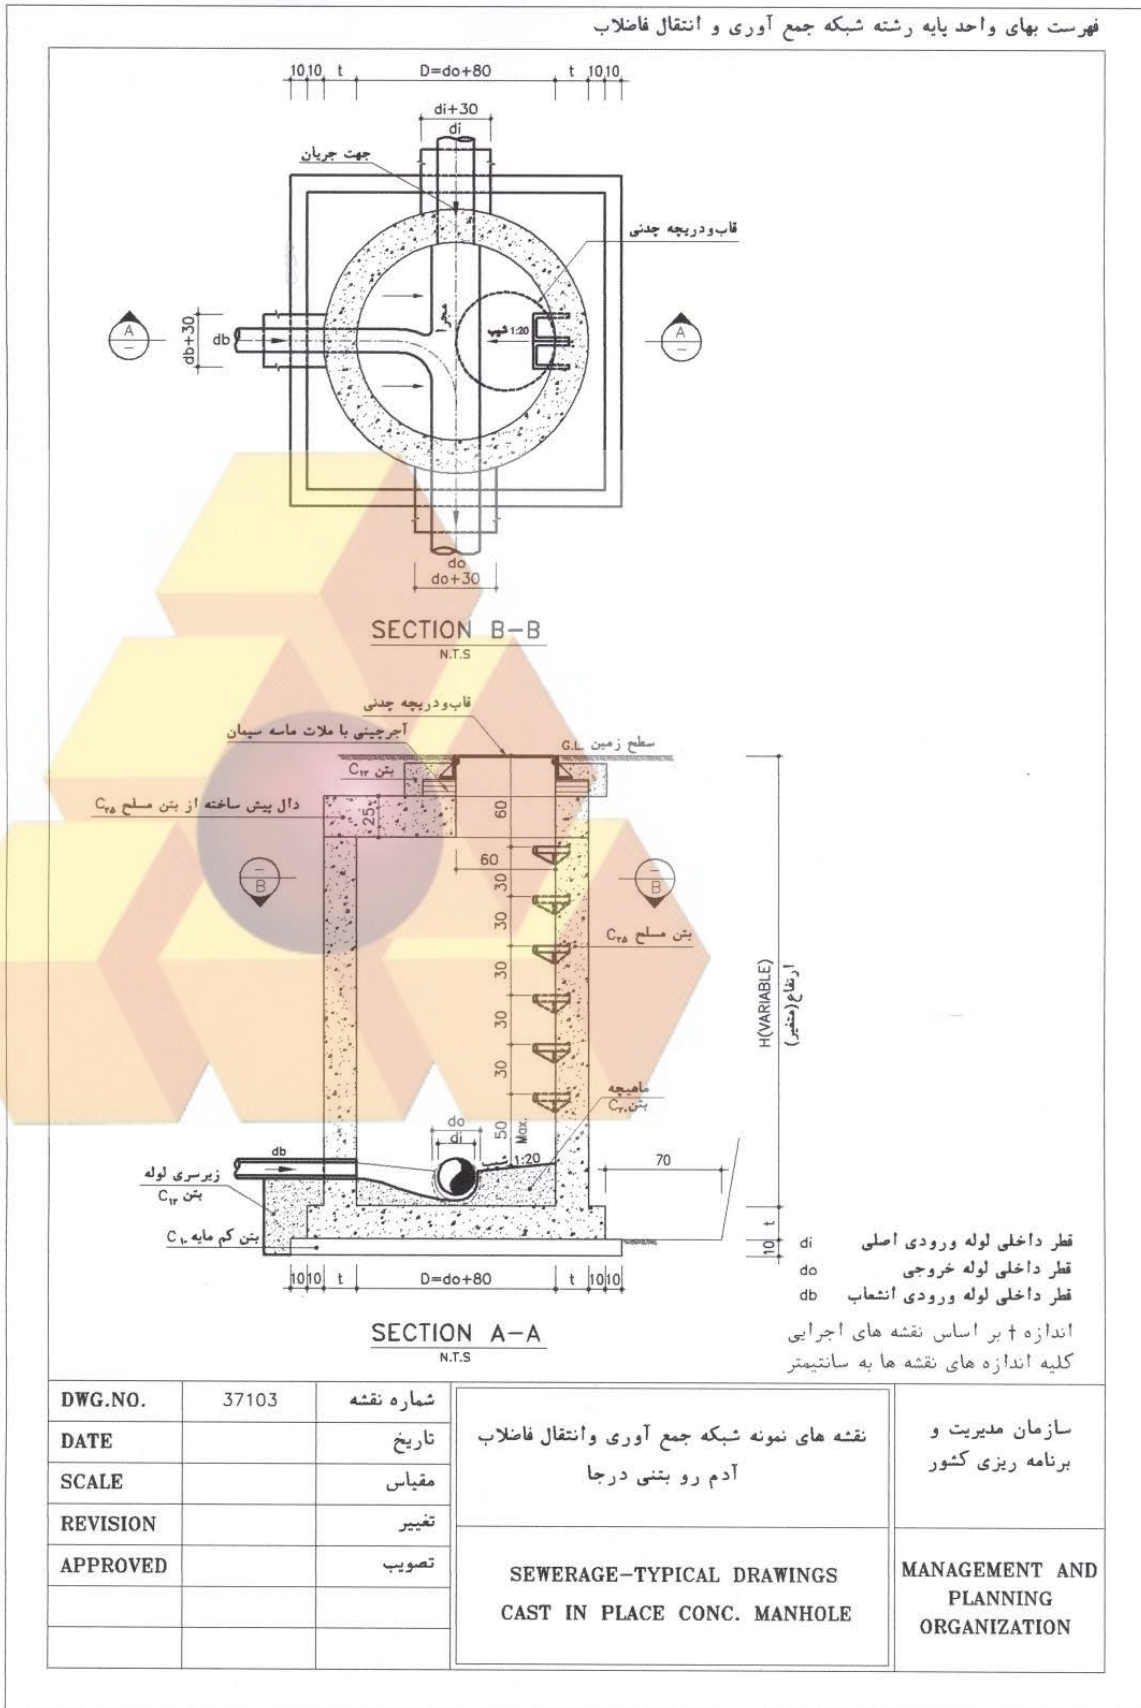 فهرست بهای واحد پایه رشته شبکه جمع آوری و انتقال فاضلاب
10 10 t D=do+80 t 10 10
di+30
di
جهت جریان
قاب‌و‌دریچه چدنی
A
–
A
–
db+30
db
مجرا
شیب 1:20
do
do+30
SECTION B-B
N.T.S
قاب‌و‌دریچه چدنی
آجرچینی با ملات ماسه سیمان
سطح زمین G.L.
بتن C۱۲
دال پیش ساخته از بتن مسلح C۲۵
25
60
60
–
B
–
B
30
30
بتن مسلح C۲۵
30
30
30
H(VARIABLE)
ارتفاع(متغیر)
ماهیچه
بتن C۲۰
do
di
50
Max.
db
شیب 1:20
70
زیرسری لوله
بتن C۱۲
بتن کم مایه C۱۰
t
10
10 10 t D=do+80 t 10 10
قطر داخلی لوله ورودی اصلی di
قطر داخلی لوله خروجی do
قطر داخلی لوله ورودی انشعاب db
SECTION A-A
N.T.S
اندازه t بر اساس نقشه های اجرایی
کلیه اندازه های نقشه ها به سانتیمتر
DWG.NO. 37103 شماره نقشه
DATE تاریخ
SCALE مقیاس
REVISION تغییر
APPROVED تصویب
نقشه های نمونه شبکه جمع آوری وانتقال فاضلاب
آدم رو بتنی درجا
SEWERAGE-TYPICAL DRAWINGS
CAST IN PLACE CONC. MANHOLE
سازمان مدیریت و
برنامه ریزی کشور
MANAGEMENT AND
PLANNING
ORGANIZATION